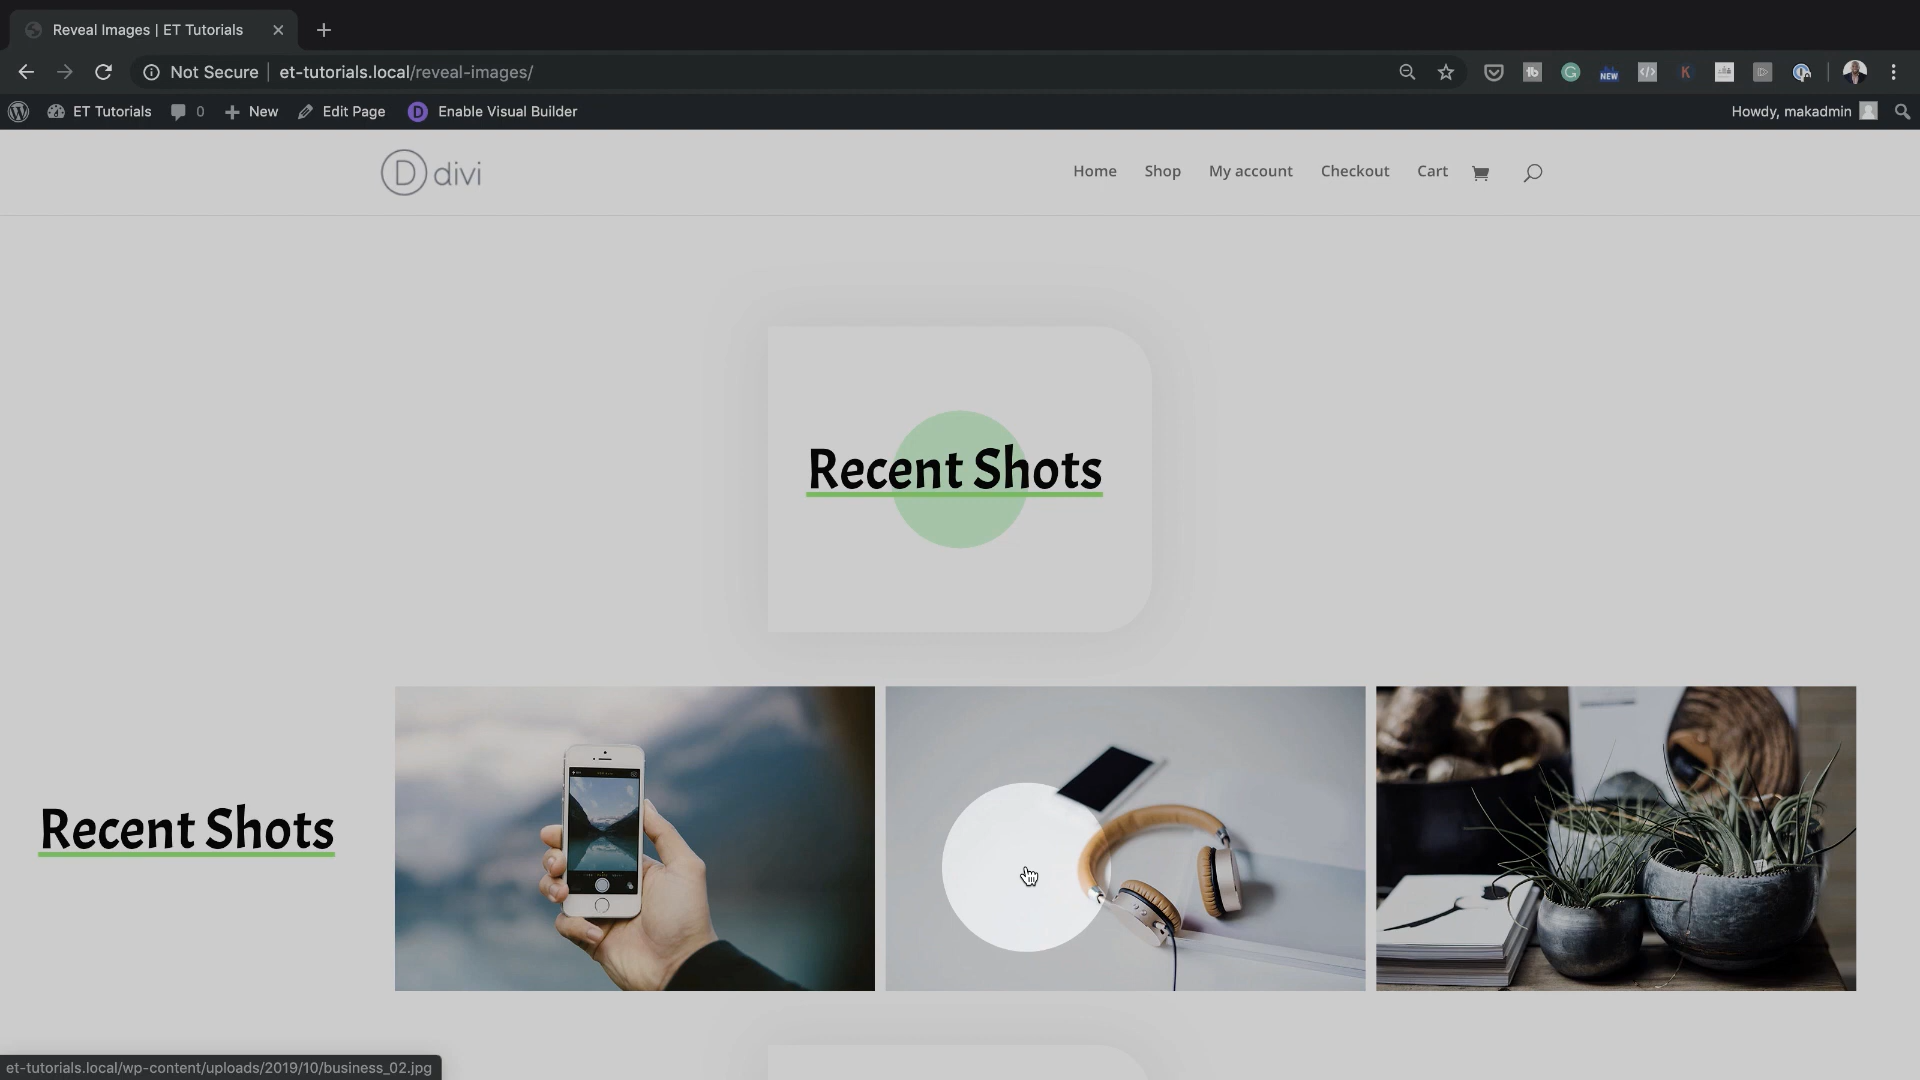 Reveal Images | ET Tutorials
Not Secure | et-tutorials.local/reveal-images/
ET Tutorials 0 New Edit Page Enable Visual Builder Howdy, makadmin
D divi Home Shop My account Checkout Cart
Recent Shots
Recent Shots
et-tutorials.local/wp-content/uploads/2019/10/business_02.jpg